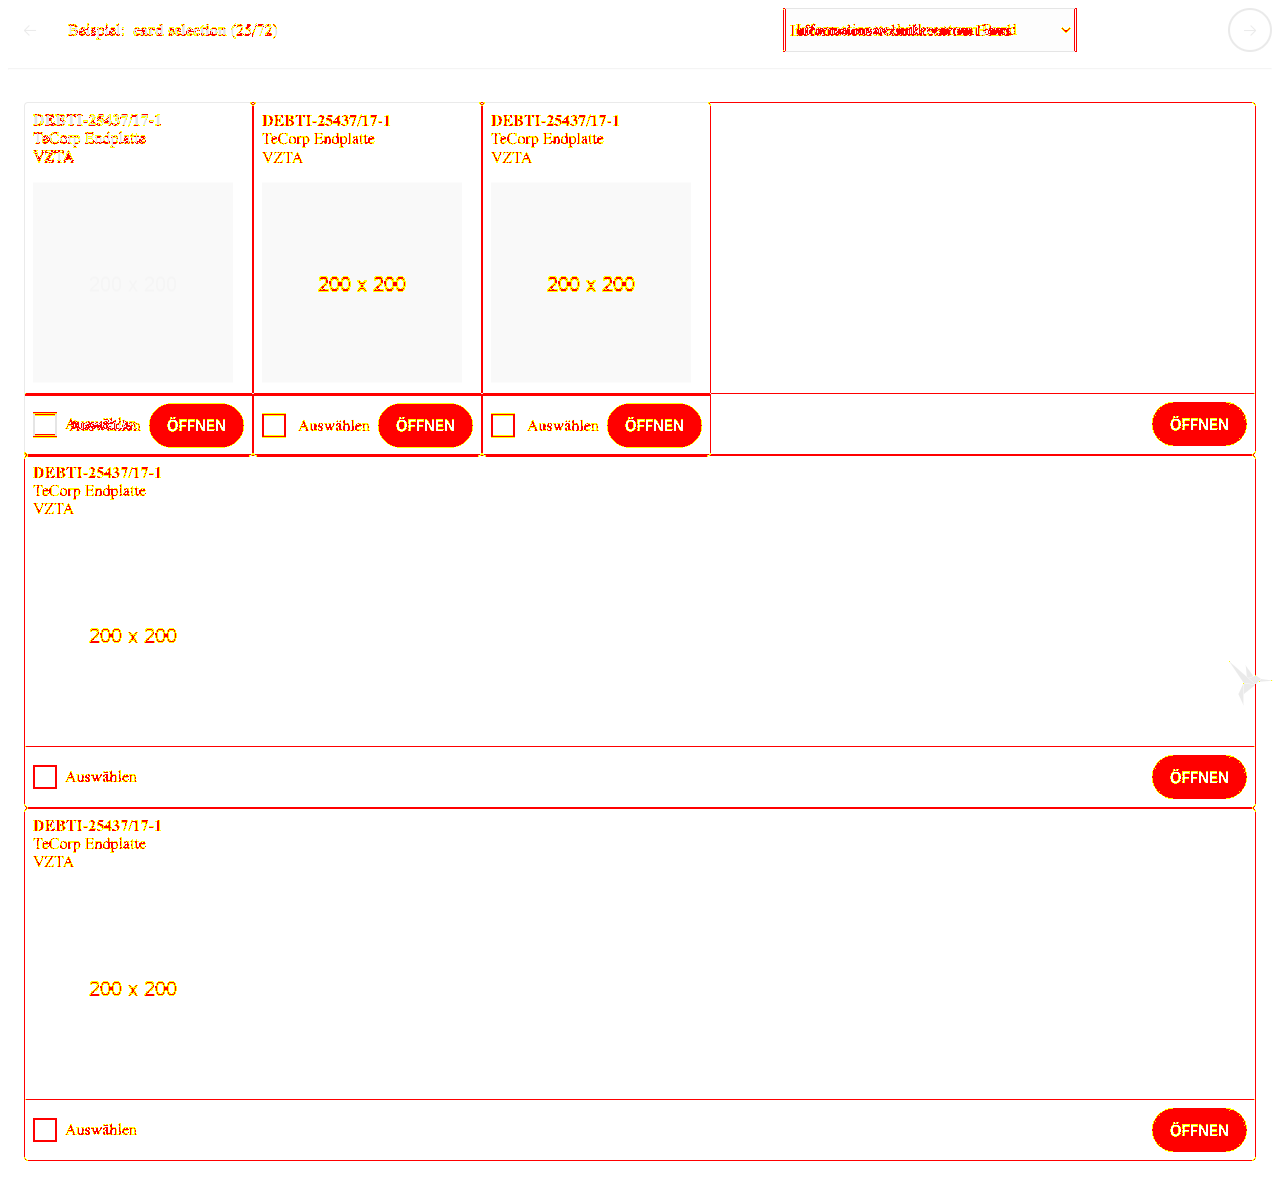 Beispiel: card selection (25/72)
DEBTI-25437/17-1
TeCorp Endplatte
VZTA
200 x 200
Auswählen
ÖFFNEN
DEBTI-25437/17-1
TeCorp Endplatte
VZTA
200 x 200
Auswählen
ÖFFNEN
DEBTI-25437/17-1
TeCorp Endplatte
VZTA
200 x 200
Auswählen
ÖFFNEN
ÖFFNEN
DEBTI-25437/17-1
TeCorp Endplatte
VZTA
200 x 200
Auswählen
ÖFFNEN
DEBTI-25437/17-1
TeCorp Endplatte
VZTA
200 x 200
Auswählen
ÖFFNEN